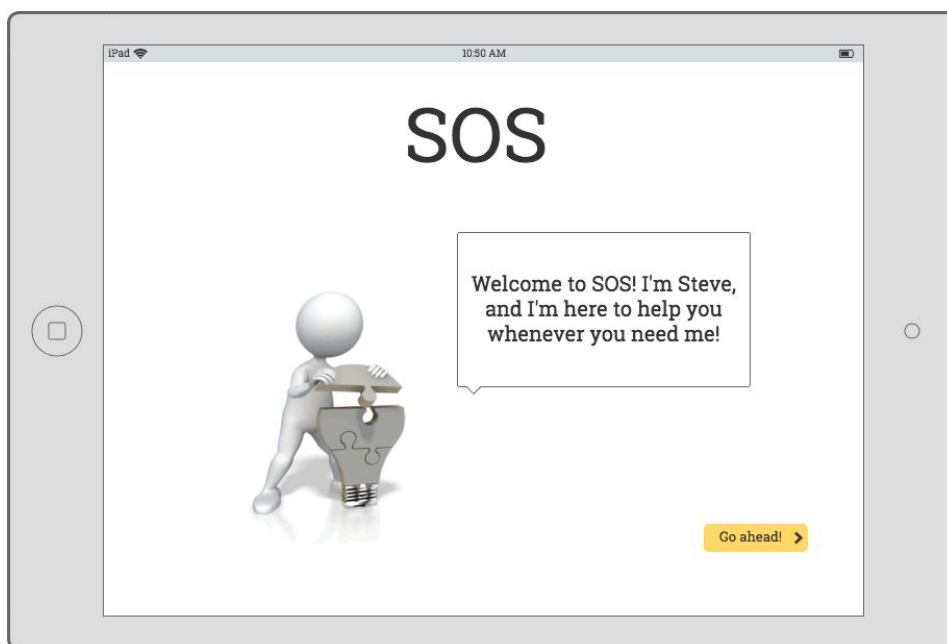 iPad 10:50 AM
SOS
Welcome to SOS! I'm Steve,
and I'm here to help you
whenever you need me!
Go ahead!